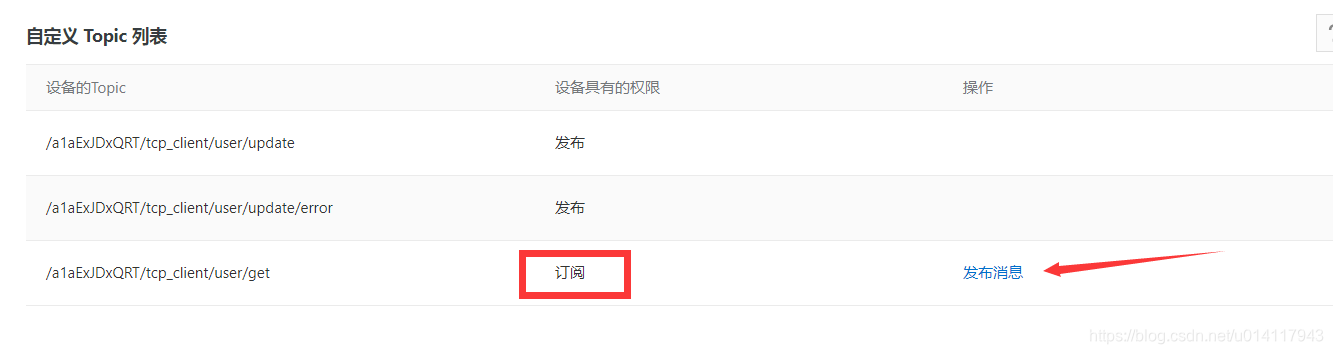 自定义 Topic 列表
设备的Topic 设备具有的权限 操作
/a1aExJDxQRT/tcp_client/user/update 发布
/a1aExJDxQRT/tcp_client/user/update/error 发布
/a1aExJDxQRT/tcp_client/user/get 订阅 发布消息
https://blog.csdn.net/u014117943